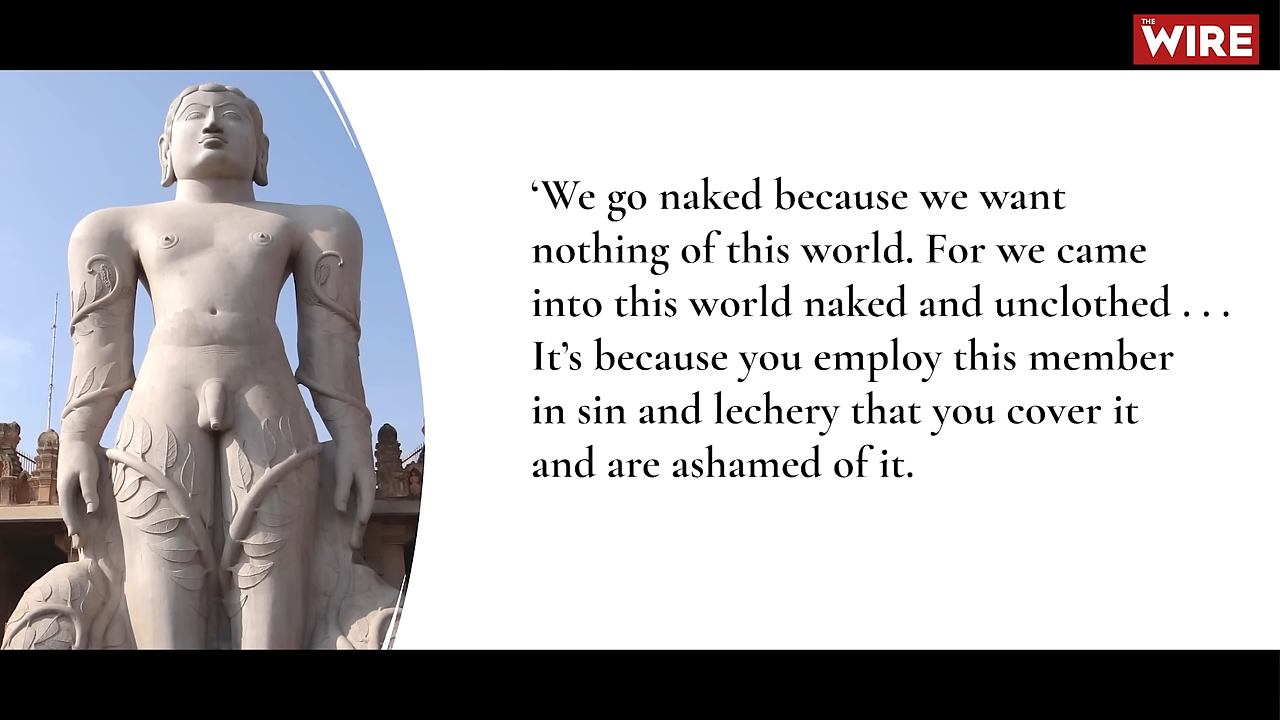 THE
WIRE
‘We go naked because we want
nothing of this world. For we came
into this world naked and unclothed . . .
It’s because you employ this member
in sin and lechery that you cover it
and are ashamed of it.